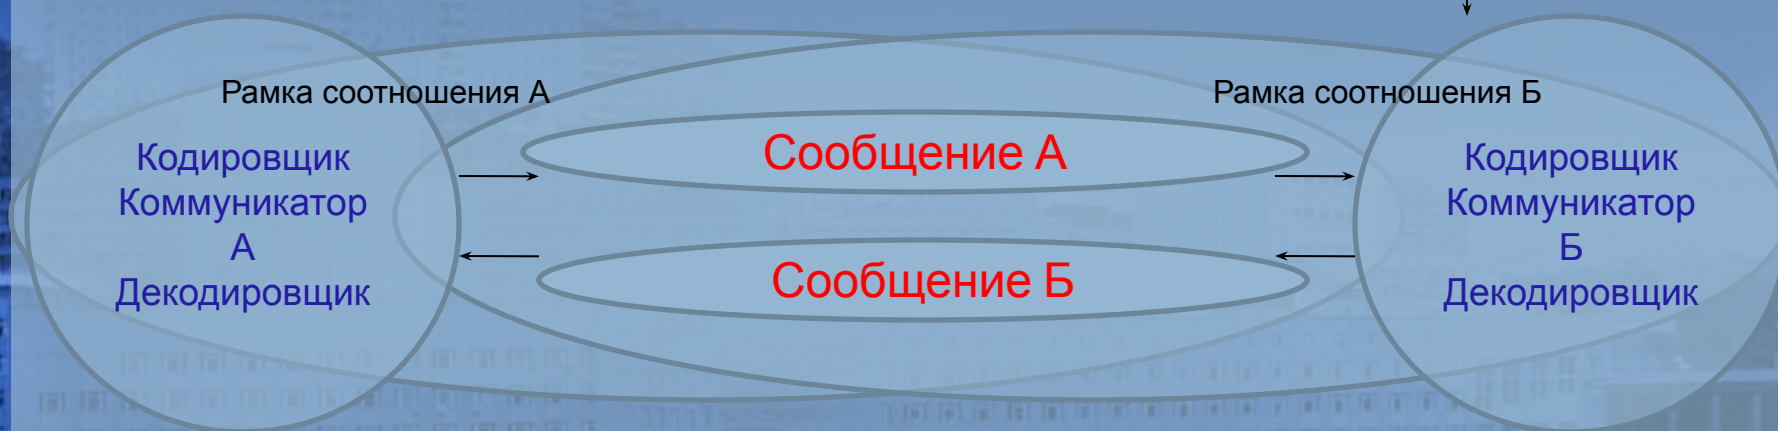 Рамка соотношения А
Рамка соотношения Б
Кодировщик
Коммуникатор
А
Декодировщик
Сообщение А
Сообщение Б
Кодировщик
Коммуникатор
Б
Декодировщик